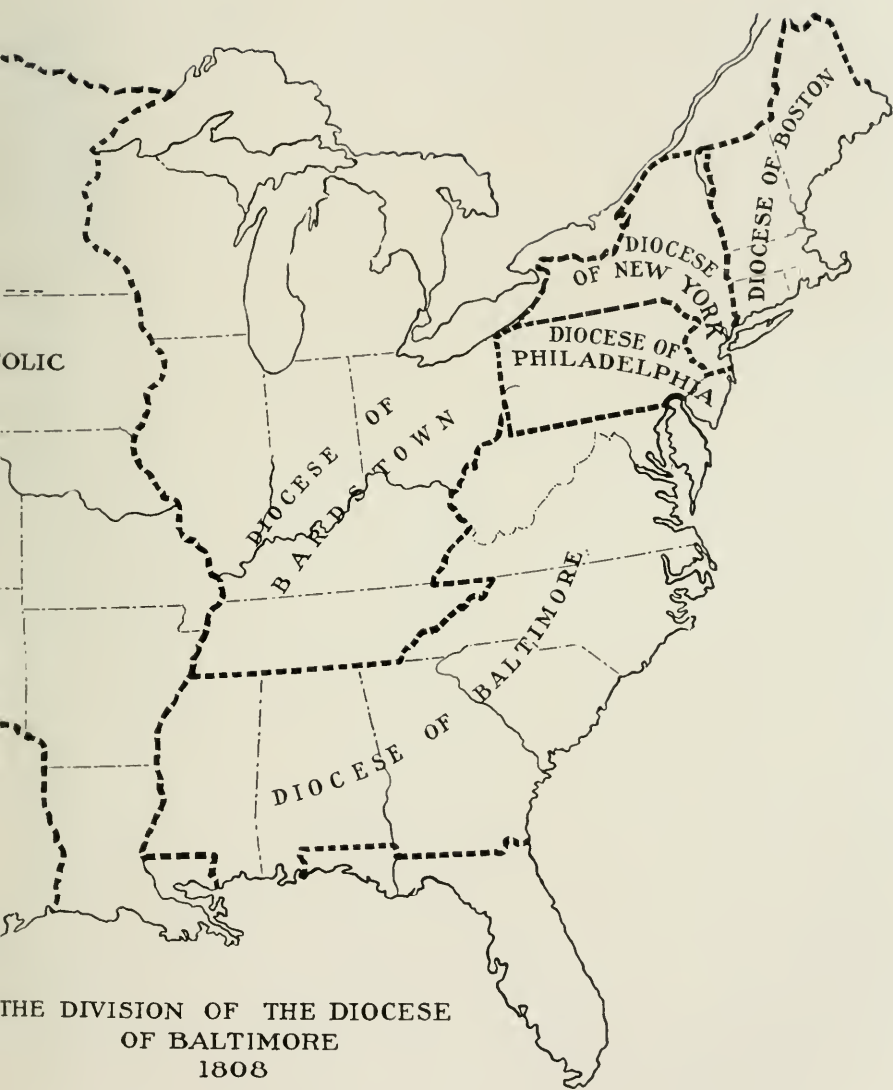 DIOCESE OF BOSTON
DIOCESE
OF NEW YORK
DIOCESE OF
PHILADELPHIA
OLIC
DIOCESE OF
BARDSTOWN
DIOCESE OF BALTIMORE
THE DIVISION OF THE DIOCESE
OF BALTIMORE
1808